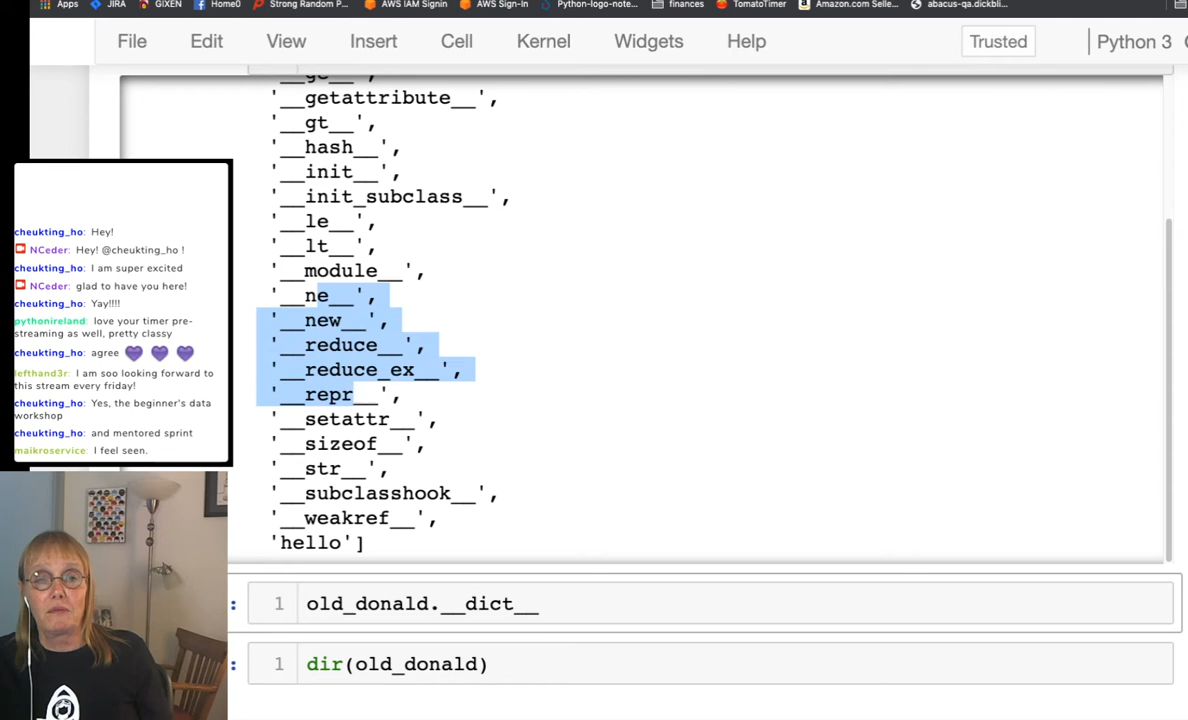 Apps JIRA GIXEN Home0 Strong Random P... AWS IAM Signin AWS Sign-In Python-logo-note... finances TomatoTimer Amazon.com Selle... abacus-qa.dickbli...
File Edit View Insert Cell Kernel Widgets Help Trusted Python 3
'__ge__',
'__getattribute__',
'__gt__',
'__hash__',
'__init__',
'__init_subclass__',
'__le__',
'__lt__',
'__module__',
'__ne__',
'__new__',
'__reduce__',
'__reduce_ex__',
'__repr__',
'__setattr__',
'__sizeof__',
'__str__',
'__subclasshook__',
'__weakref__',
'hello']
: 1 old_donald.__dict__
: 1 dir(old_donald)
cheukting_ho: Hey!
NCeder: Hey! @cheukting_ho !
cheukting_ho: I am super excited
NCeder: glad to have you here!
cheukting_ho: Yay!!!!
pythonireland: love your timer pre-
streaming as well, pretty classy
cheukting_ho: agree
lefthand3r: I am soo looking forward to
this stream every friday!
cheukting_ho: Yes, the beginner's data
workshop
cheukting_ho: and mentored sprint
maikroservice: I feel seen.